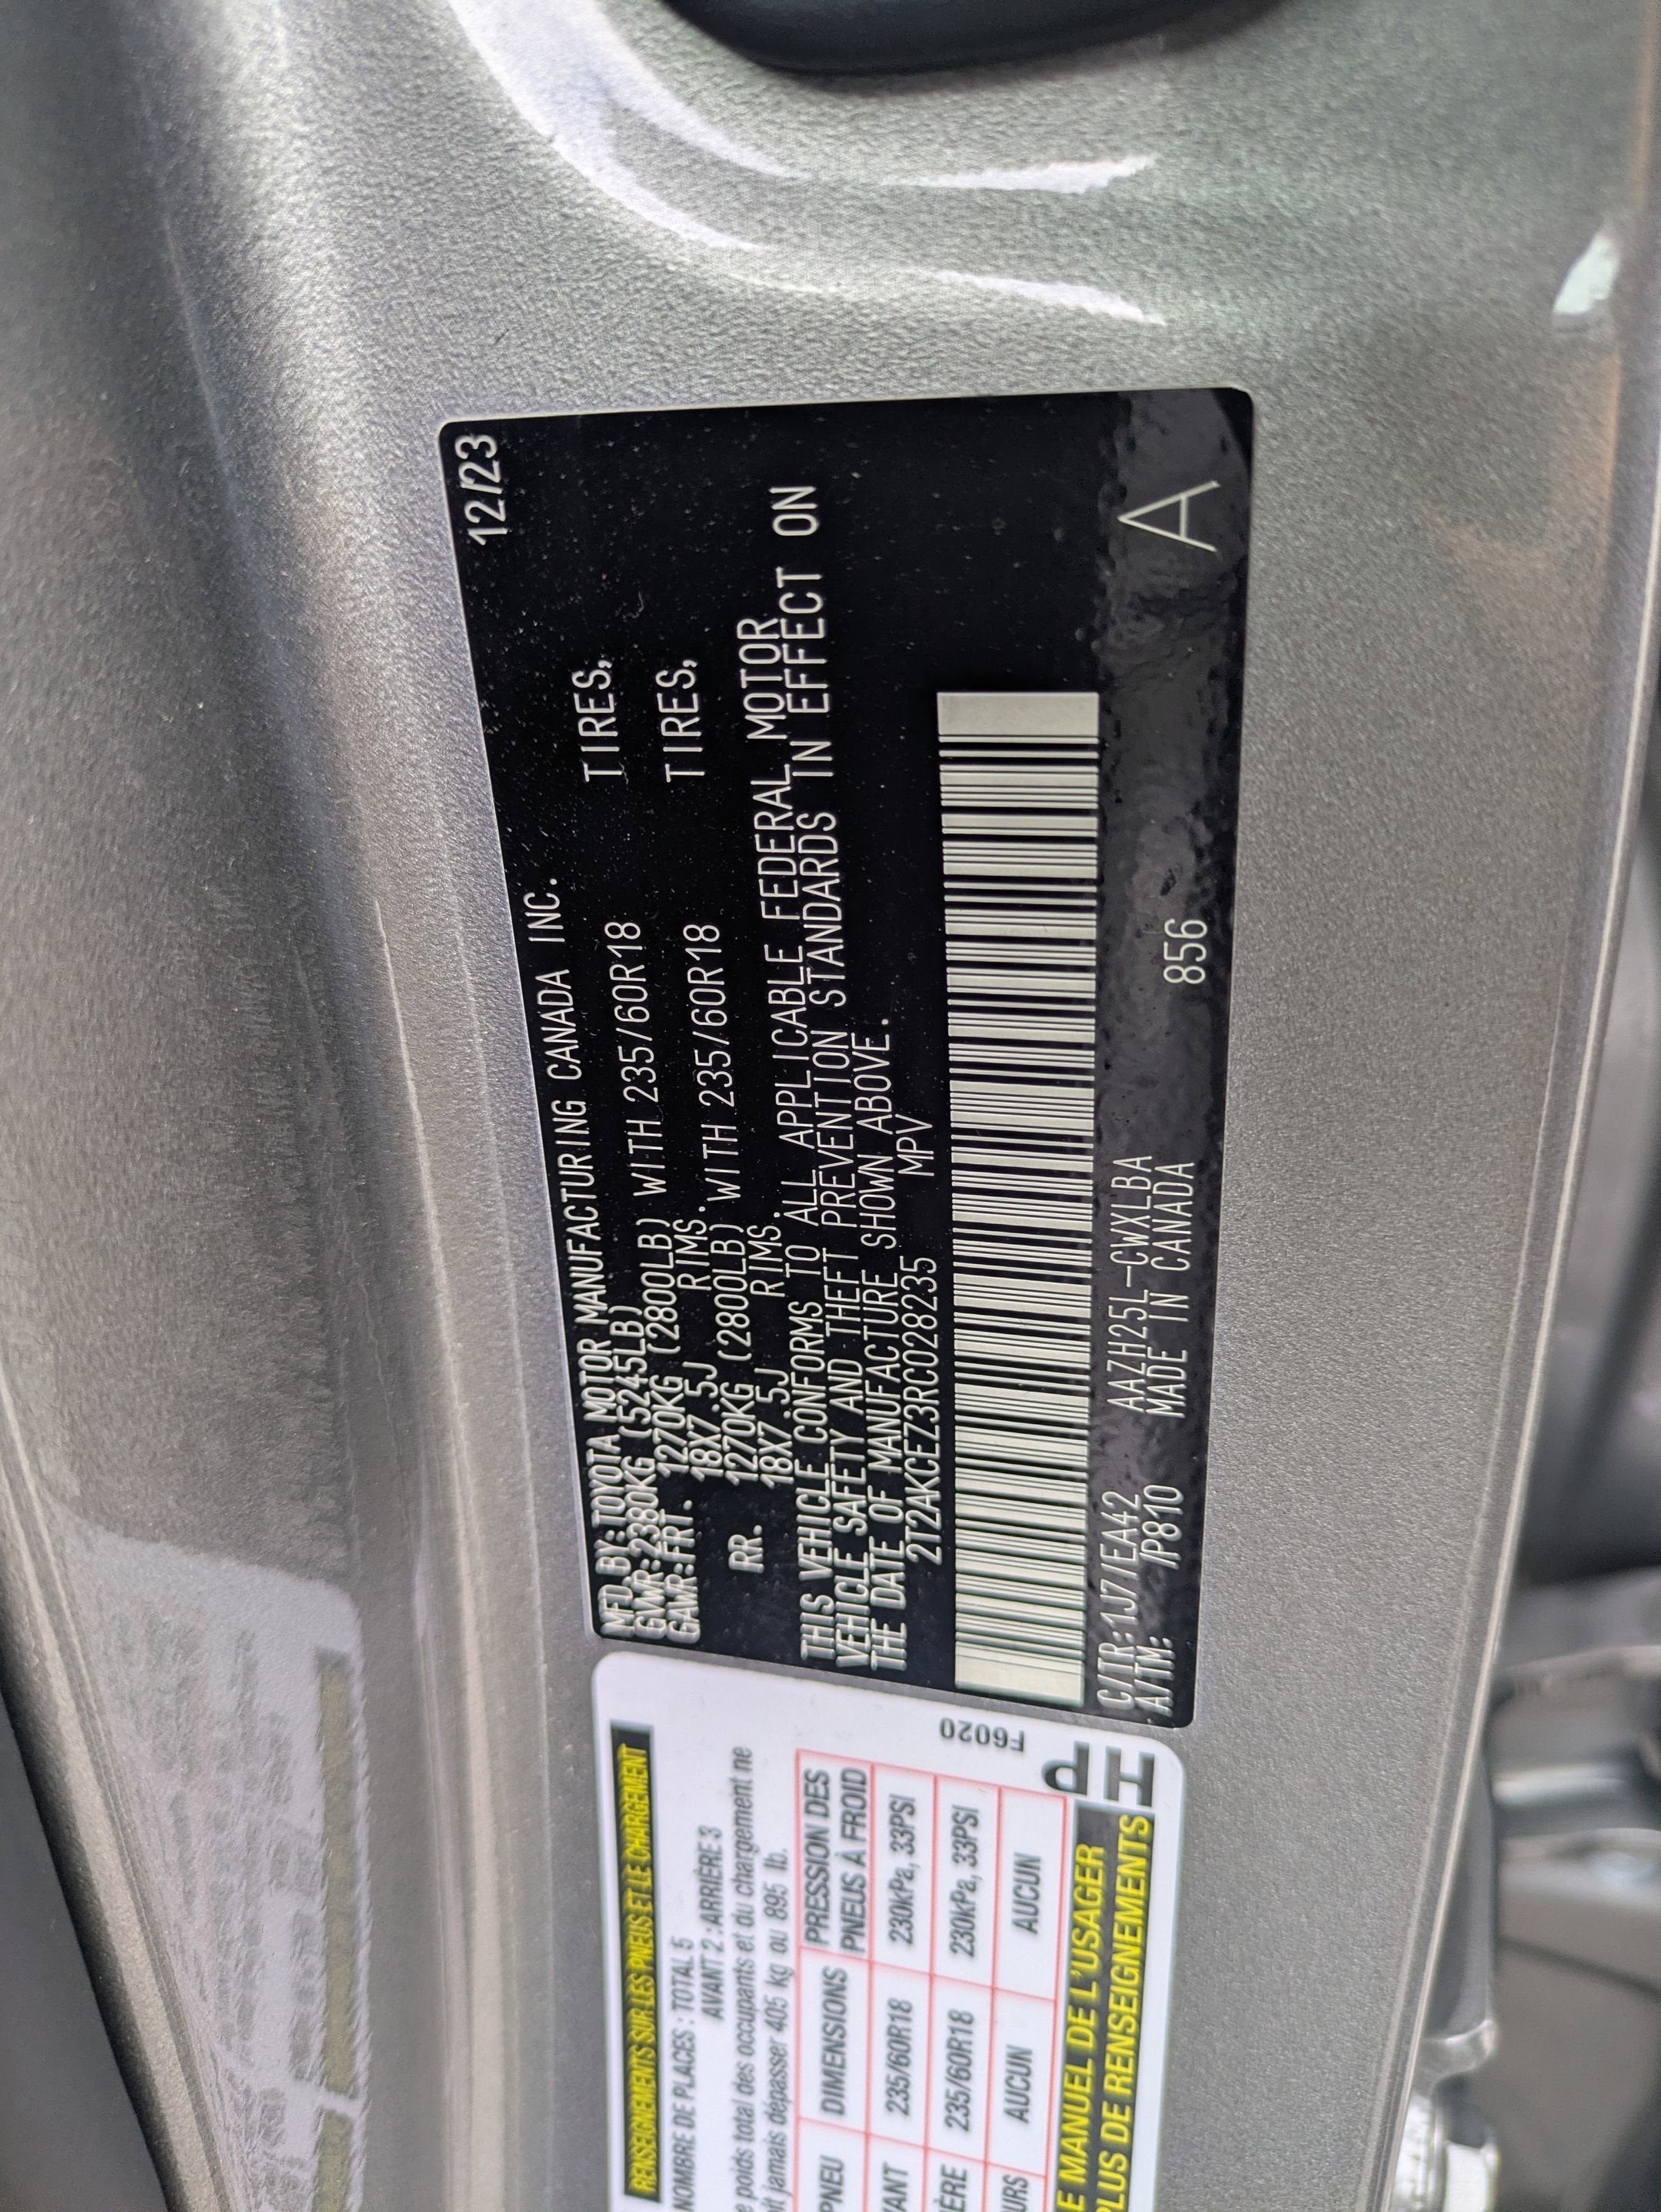 12/23
MFD.BY:TOYOTA MOTOR MANUFACTURING CANADA INC.
GVWR:2380KG (5245LB)
GAWR:FRT. 1270KG (2800LB) WITH 235/60R18 TIRES,
18X7.5J RIMS.
RR. 1270KG (2800LB) WITH 235/60R18 TIRES,
18X7.5J RIMS.
THIS VEHICLE CONFORMS TO ALL APPLICABLE FEDERAL MOTOR
VEHICLE SAFETY AND THEFT PREVENTION STANDARDS IN EFFECT ON
THE DATE OF MANUFACTURE SHOWN ABOVE.
2T2AKCEZ3RC028235 MPV
C/TR:1J7/EA42 AAZH25L-CWXLBA
A/TM: /P810 MADE IN CANADA 856 A
RENSEIGNEMENTS SUR LES PNEUS ET LE CHARGEMENT
NOMBRE DE PLACES : TOTAL 5
AVANT 2 : ARRIÈRE 3
poids total des occupants et du chargement ne
jamais dépasser 405 kg ou 895 lb.
PNEU DIMENSIONS PRESSION DES
PNEUS À FROID
235/60R18 230kPa, 33PSI
235/60R18 230kPa, 33PSI
AUCUN AUCUN
MANUEL DE L'USAGER
PLUS DE RENSEIGNEMENTS
F6020